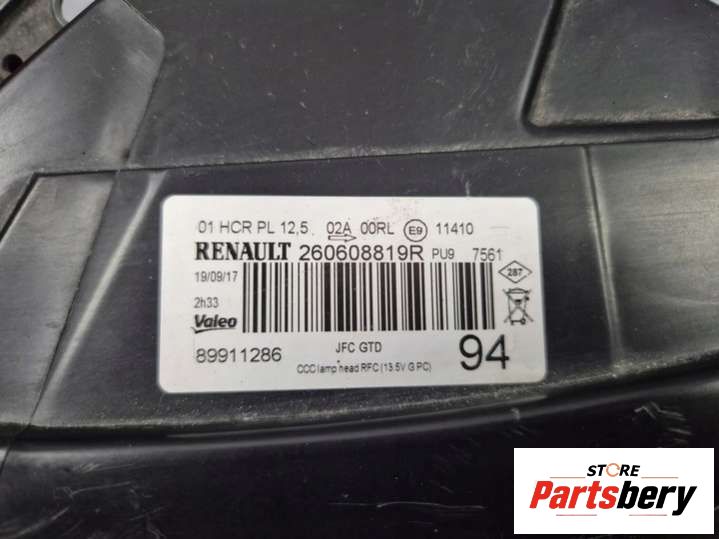 01 HCR PL 12,5 02A 00RL E9 11410
RENAULT 260608819R PU9 7561
19/09/17
287
2h33
Valeo
JFC GTD
89911286
CCC lamp head RFC (13.5V G PC)
94
STORE
Partsbery